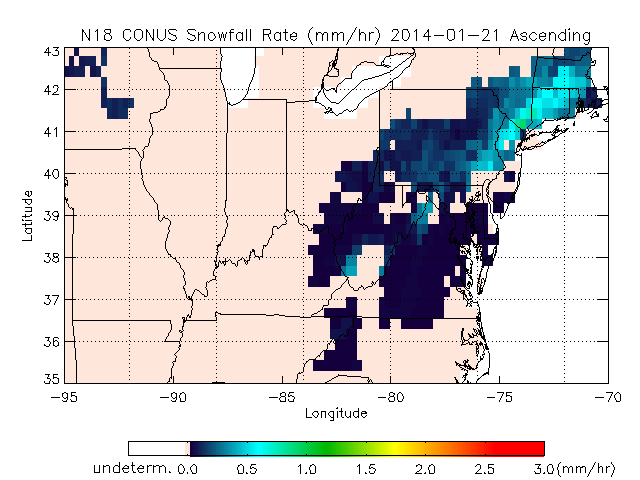 N18 CONUS Snowfall Rate (mm/hr) 2014-01-21 Ascending
43
42
41
40
39
38
37
36
35
Latitude
-95 -90 -85 -80 -75 -70
Longitude
undeterm. 0.0 0.5 1.0 1.5 2.0 2.5 3.0(mm/hr)